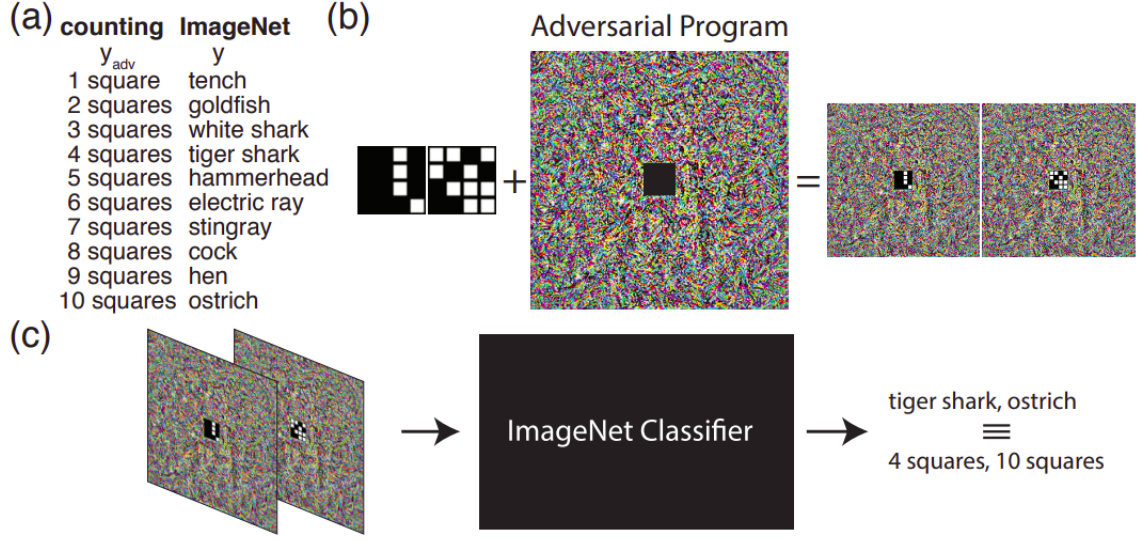 (a)
counting ImageNet
y_adv y
1 square tench
2 squares goldfish
3 squares white shark
4 squares tiger shark
5 squares hammerhead
6 squares electric ray
7 squares stingray
8 squares cock
9 squares hen
10 squares ostrich
(b)
Adversarial Program
+ =
(c)
ImageNet Classifier
tiger shark, ostrich
≡
4 squares, 10 squares